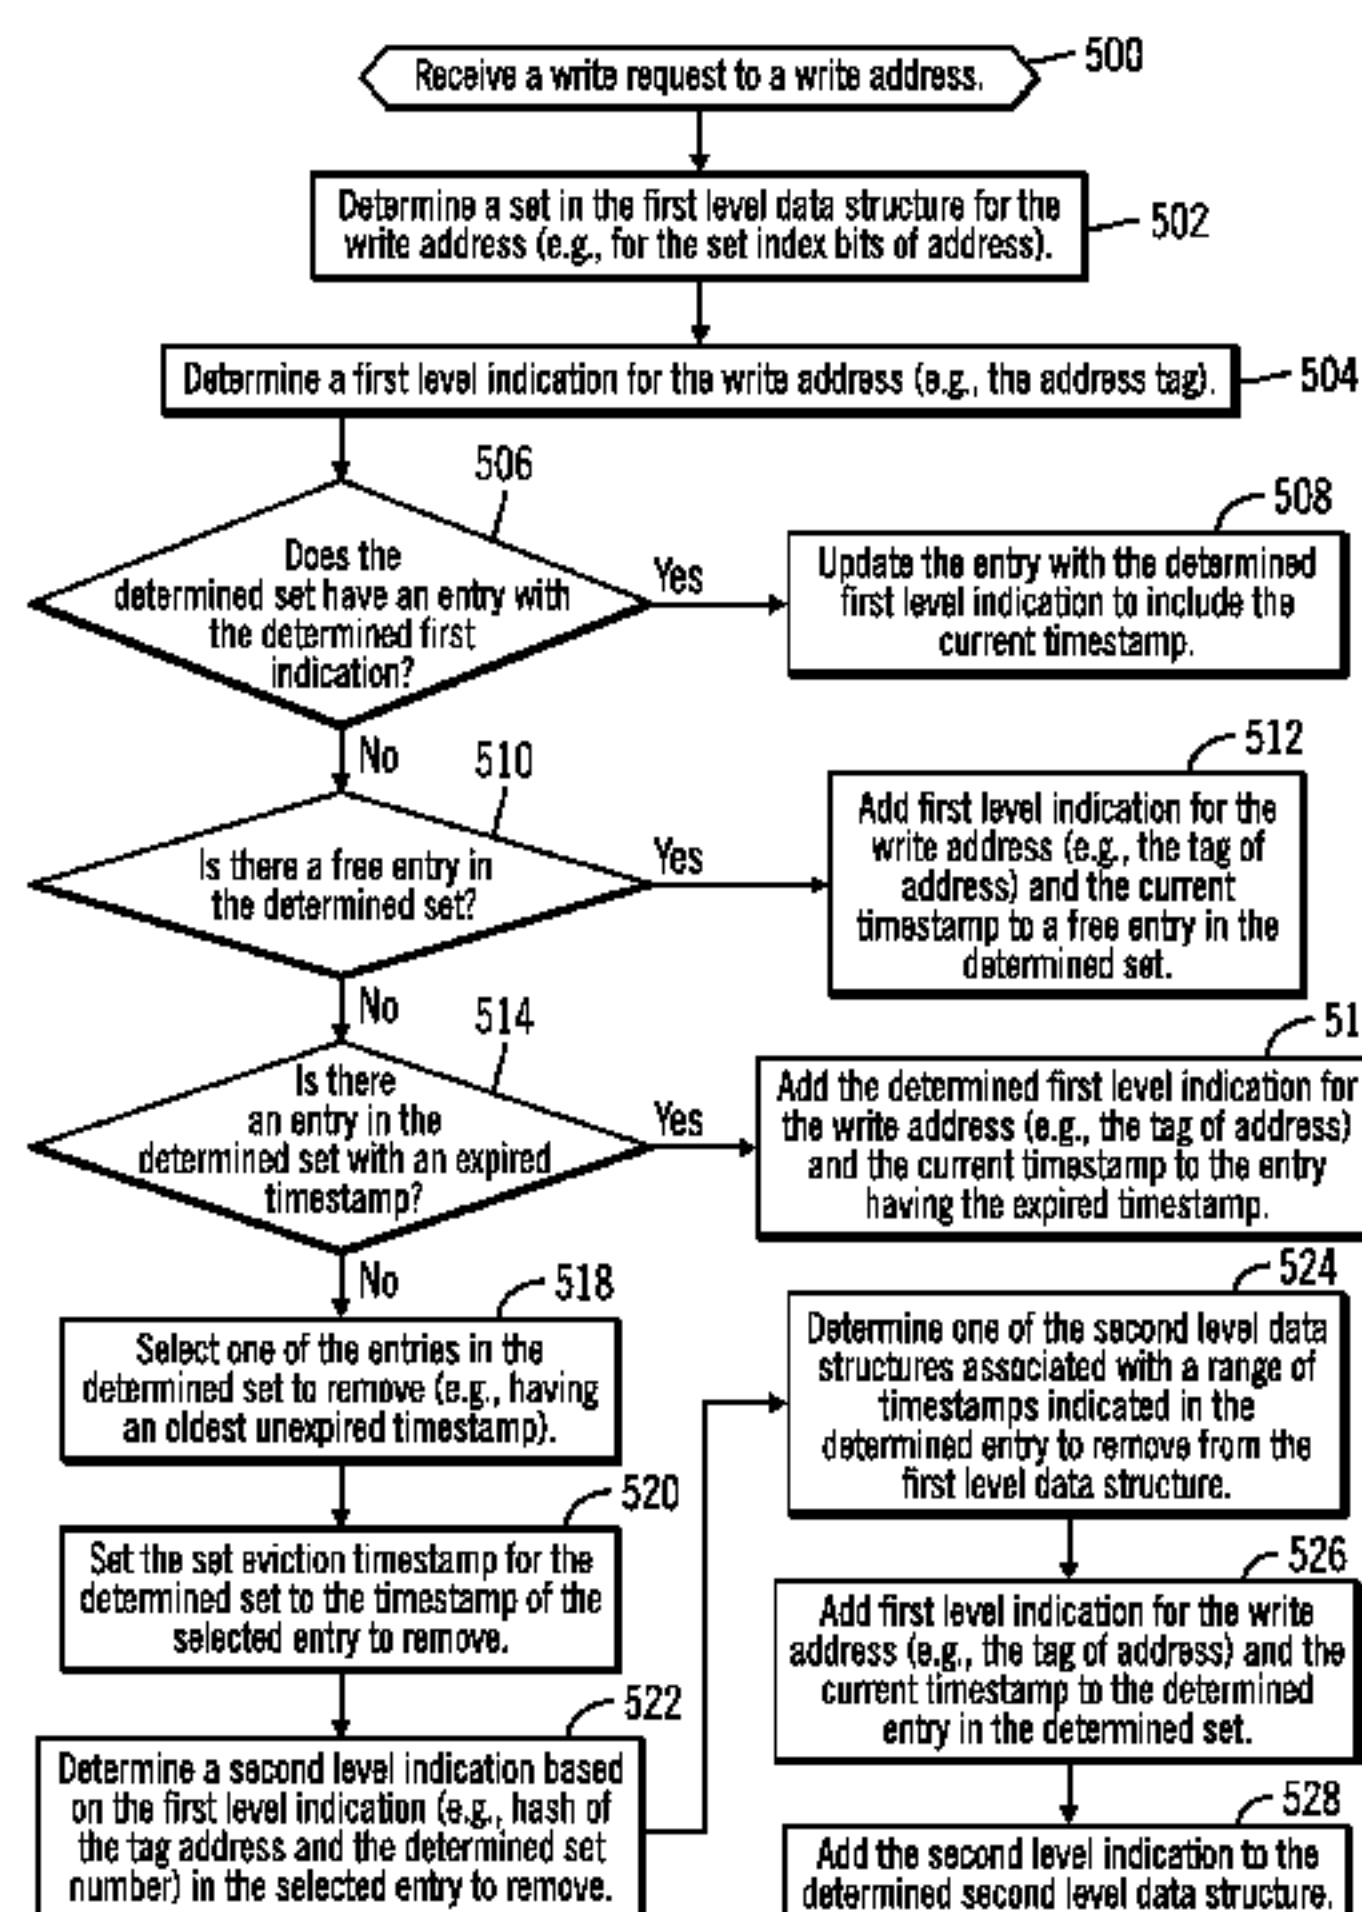 500
Receive a write request to a write address.
Determine a set in the first level data structure for the
write address (e.g., for the set index bits of address).
502
Determine a first level indication for the write address (e.g., the address tag).
504
506
Does the
determined set have an entry with
the determined first
indication?
Yes
508
Update the entry with the determined
first level indication to include the
current timestamp.
No
510
Is there a free entry in
the determined set?
Yes
512
Add first level indication for the
write address (e.g., the tag of
address) and the current
timestamp to a free entry in the
determined set.
No
514
Is there
an entry in the
determined set with an expired
timestamp?
Yes
51
Add the determined first level indication for
the write address (e.g., the tag of address)
and the current timestamp to the entry
having the expired timestamp.
No
518
Select one of the entries in the
determined set to remove (e.g., having
an oldest unexpired timestamp).
520
Set the set eviction timestamp for the
determined set to the timestamp of the
selected entry to remove.
522
Determine a second level indication based
on the first level indication (e.g., hash of
the tag address and the determined set
number) in the selected entry to remove.
524
Determine one of the second level data
structures associated with a range of
timestamps indicated in the
determined entry to remove from the
first level data structure.
526
Add first level indication for the write
address (e.g., the tag of address) and the
current timestamp to the determined
entry in the determined set.
528
Add the second level indication to the
determined second level data structure.